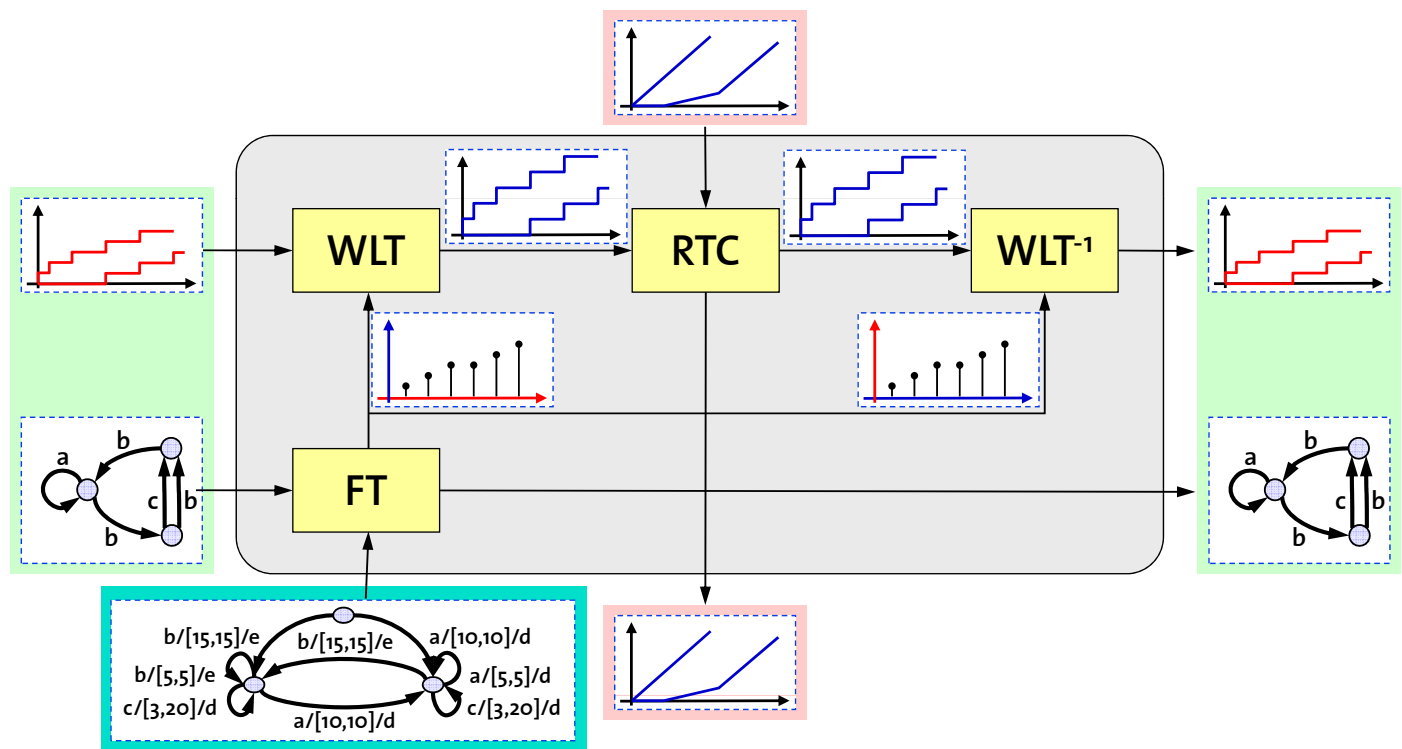 WLT
RTC
WLT-1
a
b
c
b
b
FT
a
b
c
b
b
b/[15,15]/e
b/[15,15]/e
a/[10,10]/d
b/[5,5]/e
a/[5,5]/d
c/[3,20]/d
c/[3,20]/d
a/[10,10]/d